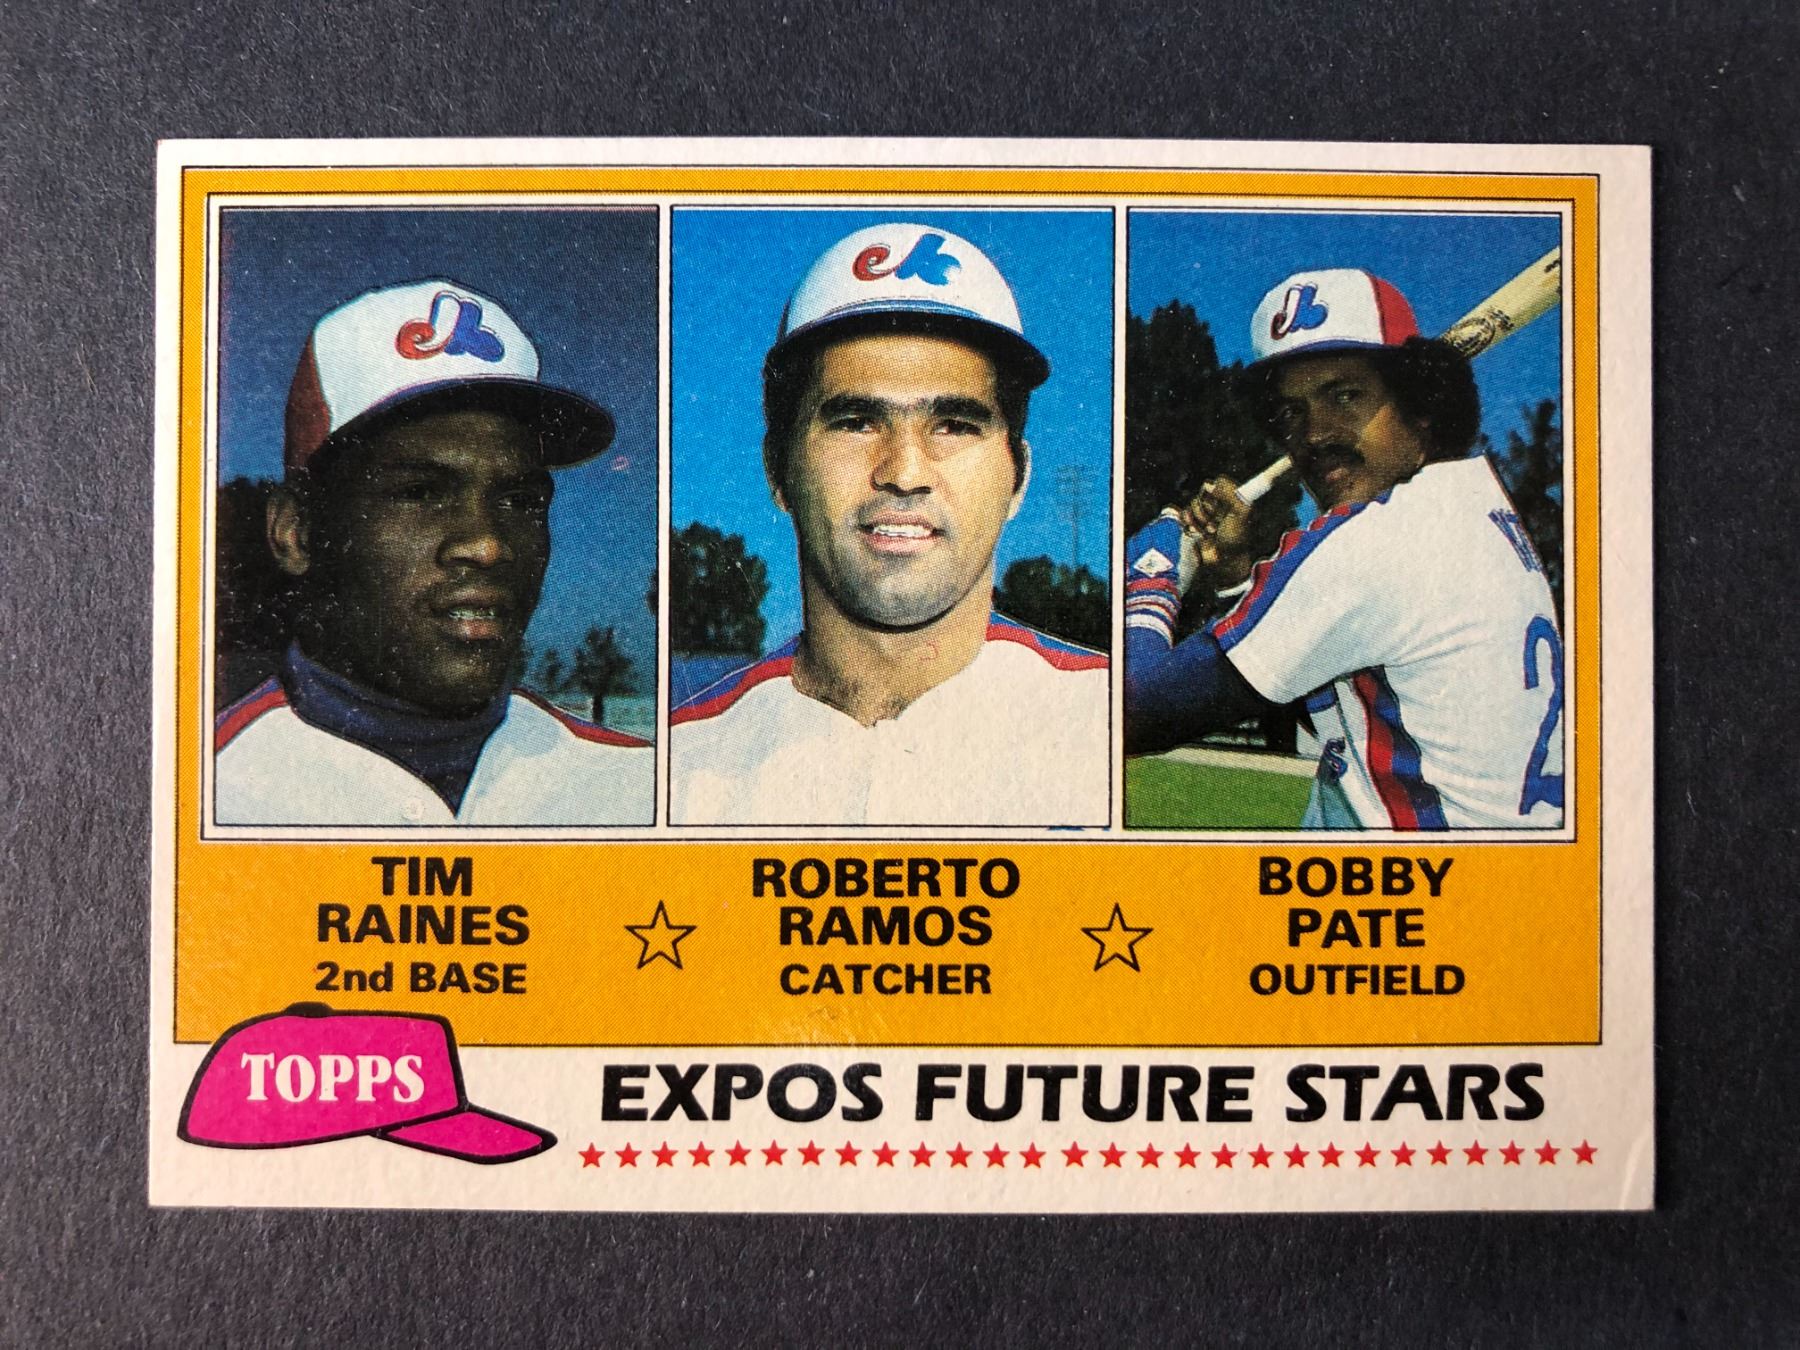 TIM
RAINES
2nd BASE
ROBERTO
RAMOS
CATCHER
BOBBY
PATE
OUTFIELD
TOPPS
EXPOS FUTURE STARS